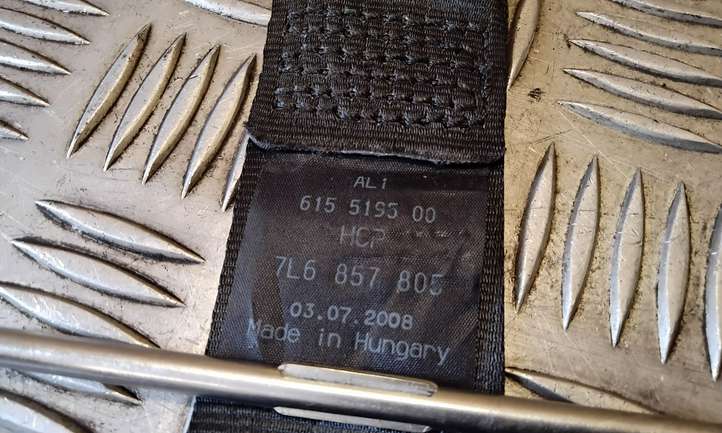 AL1
615 5195 00
HCP
7L6 857 805
03.07.2008
Made in Hungary